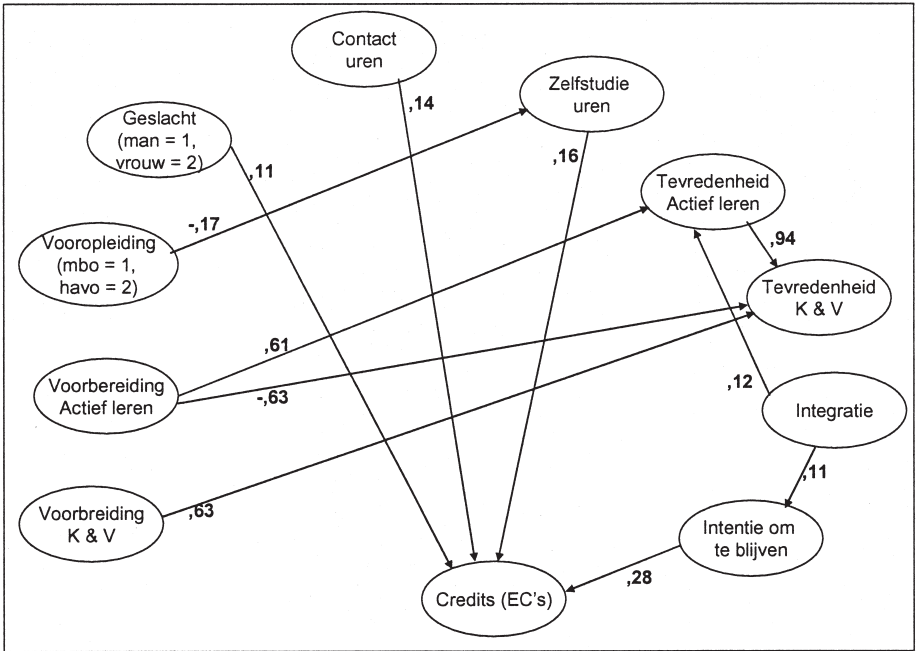 Contact
uren
,14
Zelfstudie
uren
,16
Geslacht
(man = 1,
vrouw = 2)
,11
Tevredenheid
Actief leren
,94
-,17
Vooropleiding
(mbo = 1,
havo = 2)
Tevredenheid
K & V
,61
Voorbereiding
Actief leren
-,63
,12
Integratie
,11
,63
Voorbreiding
K & V
Intentie om
te blijven
,28
Credits (EC's)